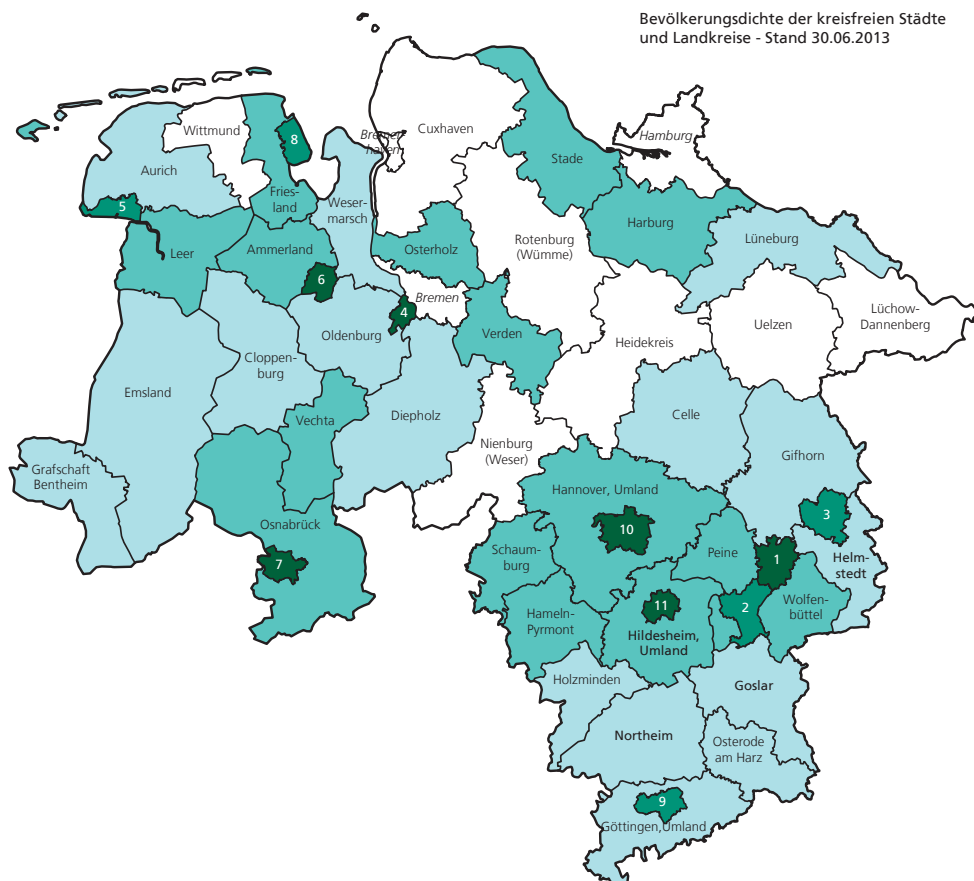 Bevölkerungsdichte der kreisfreien Städte
und Landkreise - Stand 30.06.2013
Cuxhaven
Wittmund
8
Bremer-
haven
Hamburg
Stade
Aurich
Fries-
land
Weser-
marsch
5
Harburg
Lüneburg
Leer
Ammerland
Osterholz
Rotenburg
(Wümme)
6
Bremen
4
Lüchow-
Dannenberg
Uelzen
Oldenburg
Verden
Heidekreis
Cloppen-
burg
Emsland
Diepholz
Celle
Vechta
Nienburg
(Weser)
Gifhorn
Grafschaft
Bentheim
Hannover, Umland
Osnabrück
3
10
Schaum-
burg
Peine
1
Helm-
stedt
7
11
2
Wolfen-
büttel
Hameln-
Pyrmont
Hildesheim,
Umland
Holzminden
Goslar
Northeim
Osterode
am Harz
9
Göttingen,Umland